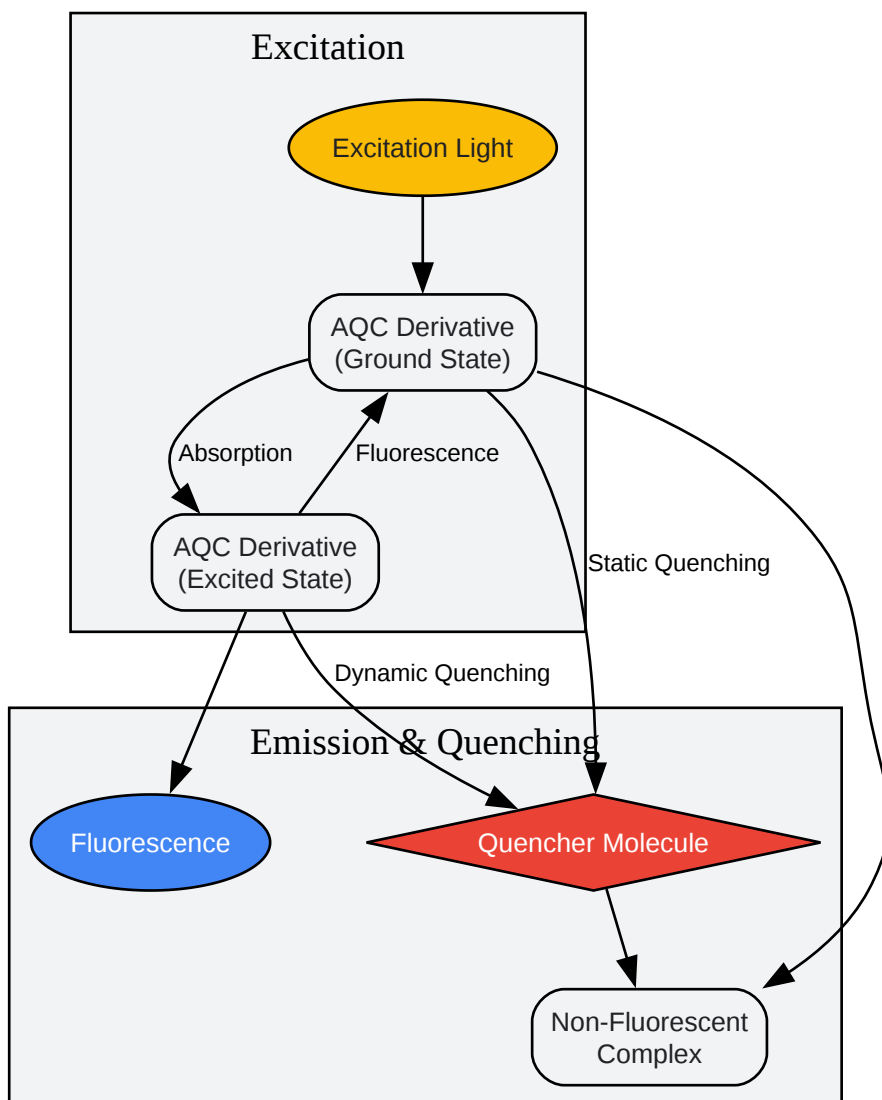 Excitation
Excitation Light
AQC Derivative
(Ground State)
Absorption
Fluorescence
AQC Derivative
(Excited State)
Static Quenching
Dynamic Quenching
Emission & Quenching
Fluorescence
Quencher Molecule
Non-Fluorescent
Complex